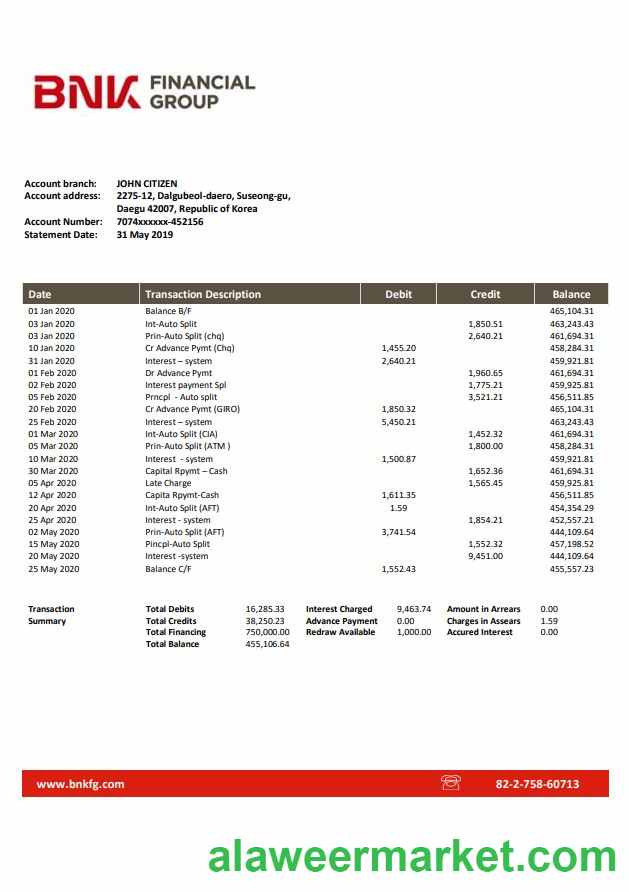 BNK FINANCIAL
GROUP
Account branch: JOHN CITIZEN
Account address: 2275-12, Dalgubeol-daero, Suseong-gu,
Daegu 42007, Republic of Korea
Account Number: 7074xxxxxx-452156
Statement Date: 31 May 2019
Date Transaction Description Debit Credit Balance
01 Jan 2020 Balance B/F 465,104.31
03 Jan 2020 Int-Auto Split 1,850.51 463,243.43
03 Jan 2020 Prin-Auto Split (chq) 2,640.21 461,694.31
10 Jan 2020 Cr Advance Pymt (Chq) 1,455.20 458,284.31
31 Jan 2020 Interest – system 2,640.21 459,921.81
01 Feb 2020 Dr Advance Pymt 1,960.65 461,694.31
02 Feb 2020 Interest payment Spl 1,775.21 459,925.81
05 Feb 2020 Prncpl - Auto split 3,521.21 456,511.85
20 Feb 2020 Cr Advance Pymt (GIRO) 1,850.32 465,104.31
25 Feb 2020 Interest – system 5,450.21 463,243.43
01 Mar 2020 Int-Auto Split (CIA) 1,452.32 461,694.31
05 Mar 2020 Prin-Auto Split (ATM ) 1,800.00 458,284.31
10 Mar 2020 Interest - system 1,500.87 459,921.81
30 Mar 2020 Capital Rpymt – Cash 1,652.36 461,694.31
05 Apr 2020 Late Charge 1,565.45 459,925.81
12 Apr 2020 Capita Rpymt-Cash 1,611.35 456,511.85
20 Apr 2020 Int-Auto Split (AFT) 1.59 454,354.29
25 Apr 2020 Interest - system 1,854.21 452,557.21
02 May 2020 Prin-Auto Split (AFT) 3,741.54 444,109.64
15 May 2020 Pincpl-Auto Split 1,552.32 457,198.52
20 May 2020 Interest -system 9,451.00 444,109.64
25 May 2020 Balance C/F 1,552.43 455,557.23
Transaction Total Debits 16,285.33 Interest Charged 9,463.74 Amount in Arrears 0.00
Summary Total Credits 38,250.23 Advance Payment 0.00 Charges in Assears 1.59
Total Financing 750,000.00 Redraw Available 1,000.00 Accured Interest 0.00
Total Balance 455,106.64
www.bnkfg.com 82-2-758-60713
alaweermarket.com